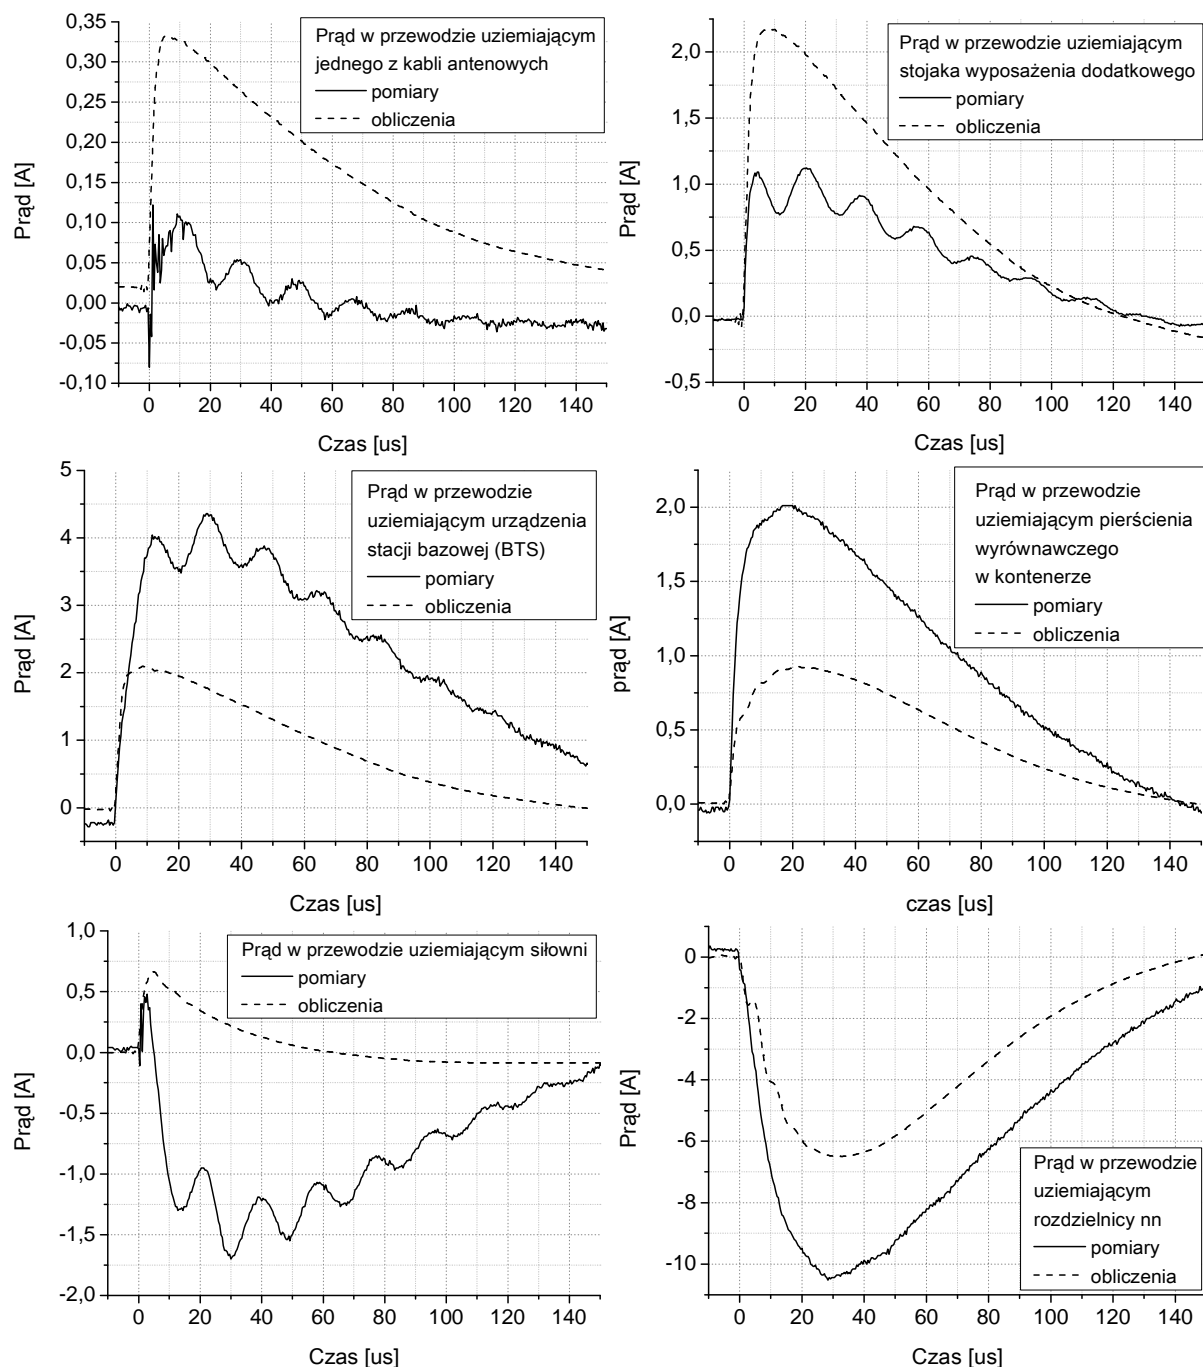 0,35
0,30
0,25
0,20
0,15
0,10
0,05
0,00
-0,05
-0,10
Prąd [A]
Prąd w przewodzie uziemiającym
jednego z kabli antenowych
pomiary
obliczenia
0 20 40 60 80 100 120 140
Czas [us]
2,0
1,5
1,0
0,5
0,0
-0,5
Prąd [A]
Prąd w przewodzie uziemiającym
stojaka wyposażenia dodatkowego
pomiary
obliczenia
0 20 40 60 80 100 120 140
Czas [us]
5
4
3
2
1
0
Prąd [A]
Prąd w przewodzie
uziemiającym urządzenia
stacji bazowej (BTS)
pomiary
obliczenia
0 20 40 60 80 100 120 140
Czas [us]
2,0
1,5
1,0
0,5
0,0
prąd [A]
Prąd w przewodzie
uziemiającym pierścienia
wyrównawczego
w kontenerze
pomiary
obliczenia
0 20 40 60 80 100 120 140
czas [us]
1,0
0,5
0,0
-0,5
-1,0
-1,5
-2,0
Prąd [A]
Prąd w przewodzie uziemiającym siłowni
pomiary
obliczenia
0 20 40 60 80 100 120 140
Czas [us]
0
-2
-4
-6
-8
-10
Prąd [A]
Prąd w przewodzie
uziemiającym
rozdzielnicy nn
pomiary
obliczenia
0 20 40 60 80 100 120 140
Czas [us]